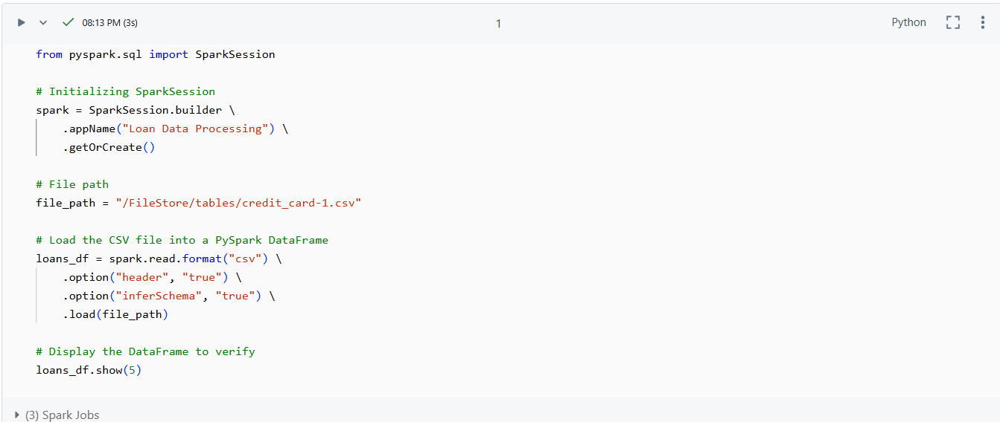 08:13 PM (3s)
1
Python
from pyspark.sql import SparkSession
# Initializing SparkSession
spark = SparkSession.builder \
    .appName("Loan Data Processing") \
    .getOrCreate()
# File path
file_path = "/FileStore/tables/credit_card-1.csv"
# Load the CSV file into a PySpark DataFrame
loans_df = spark.read.format("csv") \
    .option("header", "true") \
    .option("inferSchema", "true") \
    .load(file_path)
# Display the DataFrame to verify
loans_df.show(5)
(3) Spark Jobs